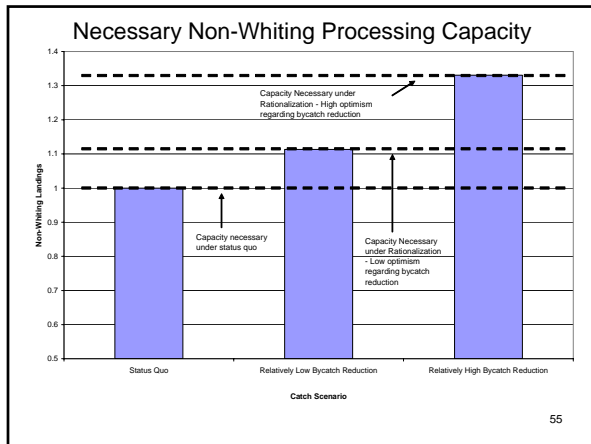 Necessary Non-Whiting Processing Capacity
1.4
1.3
1.2
1.1
1
0.9
0.8
0.7
0.6
0.5
Non-Whiting Landings
Capacity Necessary under
Rationalization - High optimism
regarding bycatch reduction
Capacity necessary
under status quo
Capacity Necessary
under Rationalization
- Low optimism
regarding bycatch
reduction
Status Quo
Relatively Low Bycatch Reduction
Relatively High Bycatch Reduction
Catch Scenario
55